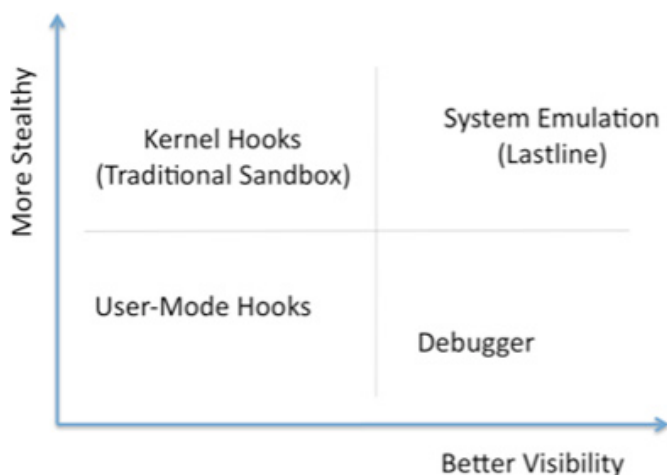 More Stealthy
Kernel Hooks
(Traditional Sandbox)
System Emulation
(Lastline)
User-Mode Hooks
Debugger
Better Visibility